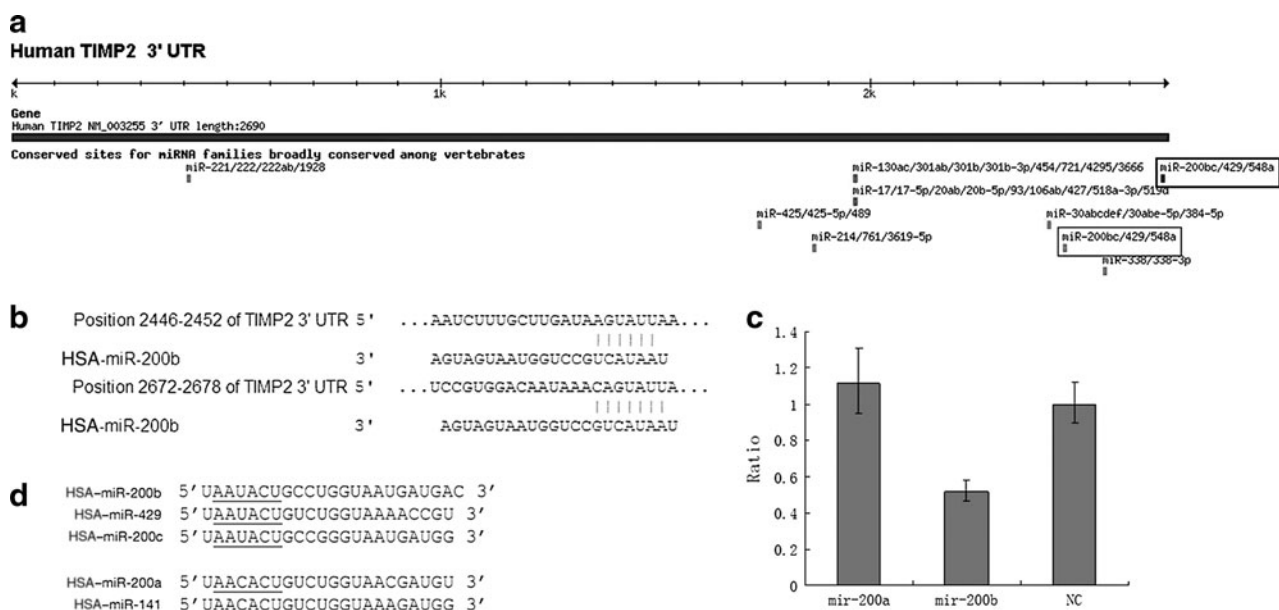 a
Human TIMP2 3' UTR
k 1k 2k
Gene
Human TIMP2 NM_003255 3' UTR length:2690
Conserved sites for miRNA families broadly conserved among vertebrates
miR-221/222/222ab/1928
miR-130ac/301ab/301b/301b-3p/454/721/4295/3666
miR-200bc/429/548a
miR-17/17-5p/20ab/20b-5p/93/106ab/427/518a-3p/519d
miR-425/425-5p/489
miR-30abcdef/30abe-5p/384-5p
miR-214/761/3619-5p
miR-200bc/429/548a
miR-338/338-3p
b
Position 2446-2452 of TIMP2 3' UTR 5' ...AAUCUUUGCUUGAUAAGUAUUAA...
HSA-miR-200b 3' AGUAGUAAUGGUCCGUCAUAAU
Position 2672-2678 of TIMP2 3' UTR 5' ...UCCGUGGACAAUAAACAGUAUUA...
HSA-miR-200b 3' AGUAGUAAUGGUCCGUCAUAAU
c
Ratio
1.4
1.2
1
0.8
0.6
0.4
0.2
0
mir-200a mir-200b NC
d
HSA-miR-200b 5' UAAUACUGCCUGGUAAUGAUGAC 3'
HSA-miR-429 5' UAAUACUGUCUGGUAAAACCGU 3'
HSA-miR-200c 5' UAAUACUGCCGGGUAAUGAUGG 3'
HSA-miR-200a 5' UAACACUGUCUGGUAACGAUGU 3'
HSA-miR-141 5' UAACACUGUCUGGUAAAGAUGG 3'